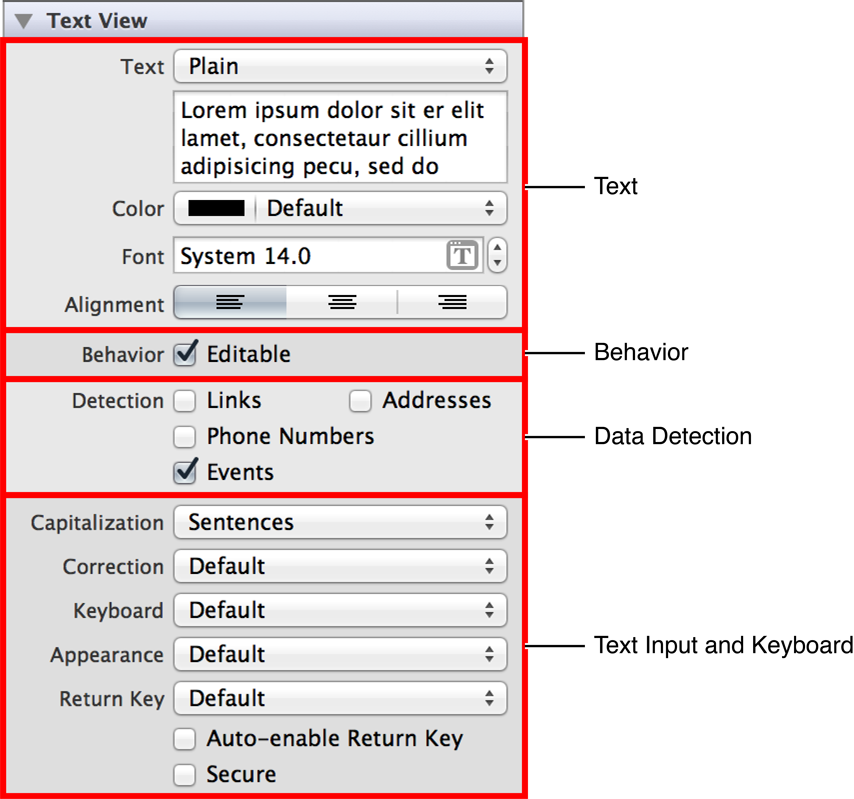 Text View
Text Plain
Lorem ipsum dolor sit er elit
lamet, consectetaur cillium
adipisicing pecu, sed do
Text
Color Default
Font System 14.0 T
Alignment
Behavior Editable
Behavior
Detection Links Addresses
Phone Numbers
Data Detection
Events
Capitalization Sentences
Correction Default
Keyboard Default
Text Input and Keyboard
Appearance Default
Return Key Default
Auto-enable Return Key
Secure